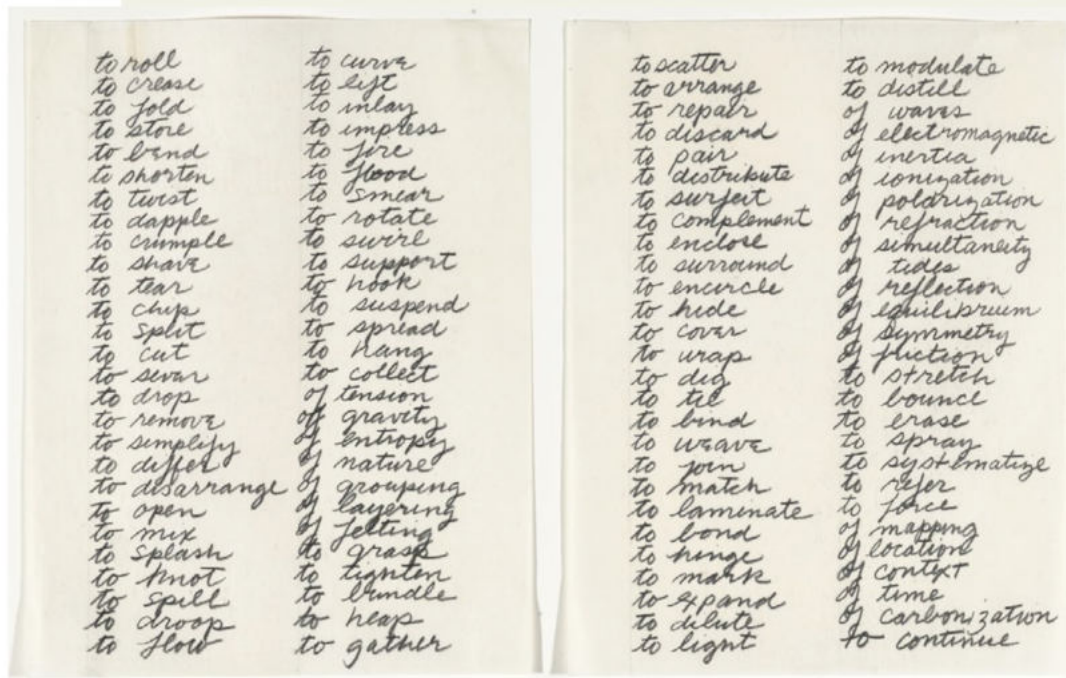 to roll
to crease
to fold
to store
to bend
to shorten
to twist
to dapple
to crumple
to shave
to tear
to chip
to split
to cut
to sever
to drop
to remove
to simplify
to differ
to disarrange
to open
to mix
to splash
to knot
to spill
to droop
to flow
to curve
to lift
to inlay
to impress
to fire
to flood
to smear
to rotate
to swirl
to support
to hook
to suspend
to spread
to hang
to collect
of tension
of gravity
of entropy
of nature
of grouping
of layering
of felting
to grasp
to tighten
to bundle
to heap
to gather
to scatter
to arrange
to repair
to discard
to pair
to distribute
to surfeit
to complement
to enclose
to surround
to encircle
to hide
to cover
to wrap
to dig
to tie
to bind
to weave
to join
to match
to laminate
to bond
to hinge
to mark
to expand
to dilute
to light
to modulate
to distill
of waves
of electromagnetic
of inertia
of ionization
of polarization
of refraction
of simultaneity
of tides
of reflection
of equilibrium
of symmetry
of friction
to stretch
to bounce
to erase
to spray
to systematize
to refer
to force
of mapping
of location
of context
of time
of carbonization
to continue